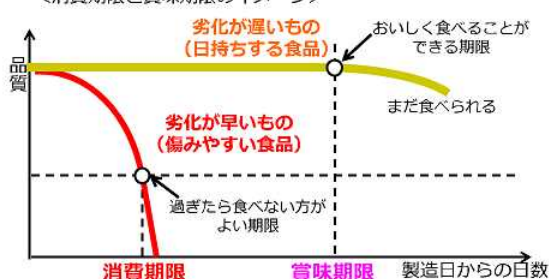 劣化が遅いもの
(日持ちする食品)
おいしく食べることが
できる期限
品質
まだ食べられる
劣化が早いもの
(傷みやすい食品)
過ぎたら食べない方が
よい期限
消費期限
賞味期限
製造日からの日数